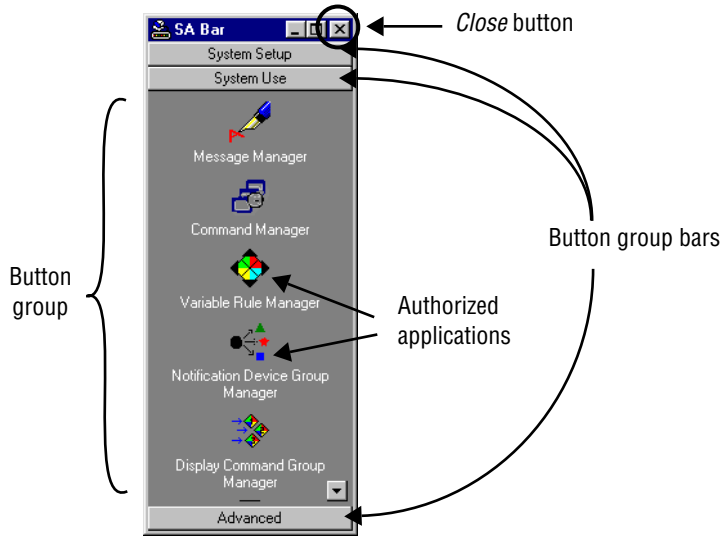 SA Bar
Close button
System Setup
System Use
Message Manager
Command Manager
Button group bars
Button
group
Variable Rule Manager
Authorized
applications
Notification Device Group
Manager
Display Command Group
Manager
Advanced